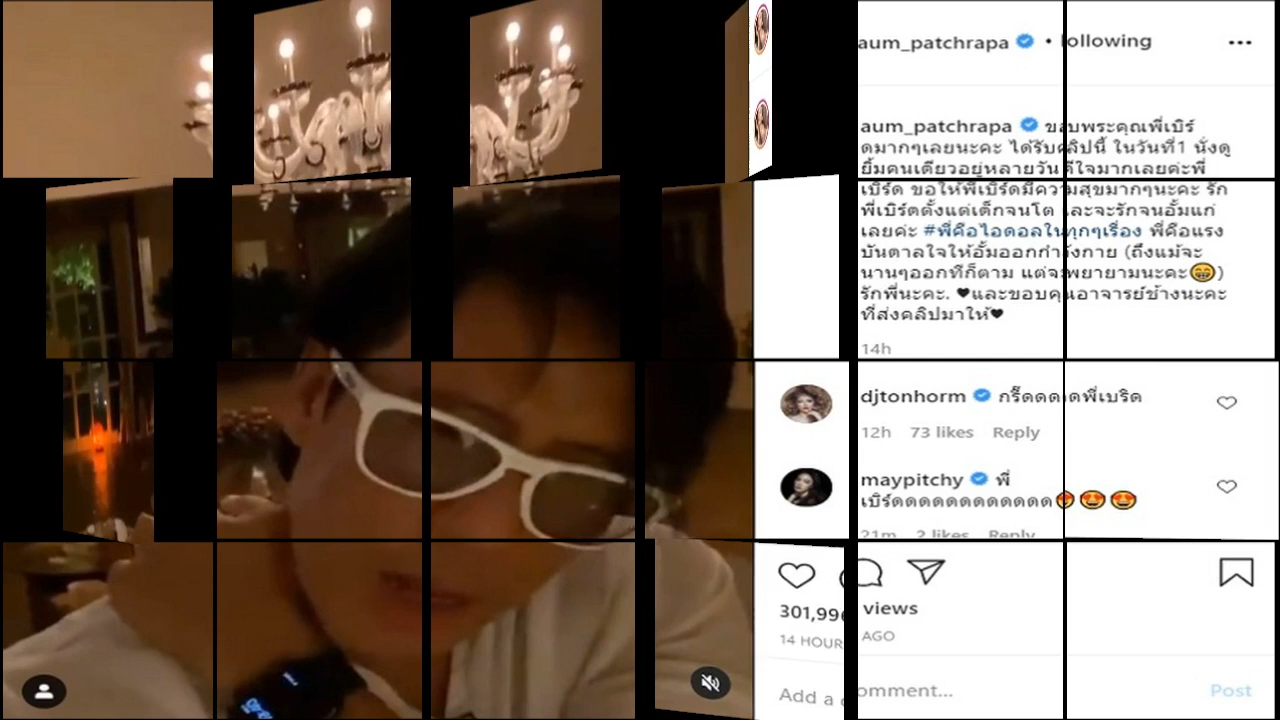 aum_patchrapa • ollowing
aum_patchrapa ขอบพระคุณพี่เบิร์
ดมากๆเลยนะคะ ได้รับคลิปนี้ ในวันที่1 นั่งดู
ยิ้มคนเดียวอยู่หลายวัน ดีใจมากเลยค่ะพี่
เบิร์ด ขอให้พี่เบิร์ดมีความสุขมากๆนะคะ รัก
พี่เบิร์ดตั้งแต่เด็กจนโต และจะรักจนอั้มแก่
เลยค่ะ #พี่คือไอดอลในทุกๆเรื่อง พี่คือแรง
บันดาลใจให้อั้มออกกำลังกาย (ถึงแม้จะ
นานๆออกทีก็ตาม แต่จะพยายามนะคะ😁)
รักพี่นะคะ. ♥และขอบคุณอาจารย์ช้างนะคะ
ที่ส่งคลิปมาให้♥
14h
djtonhorm กรี๊ดดดดพี่เบริด
12h 73 likes Reply
maypitchy พี่
เบิร์ดดดดดดดดดดดดด😍😍😍
21m 2 likes Reply
301,99 views
14 HOUR AGO
Add a comment... Post